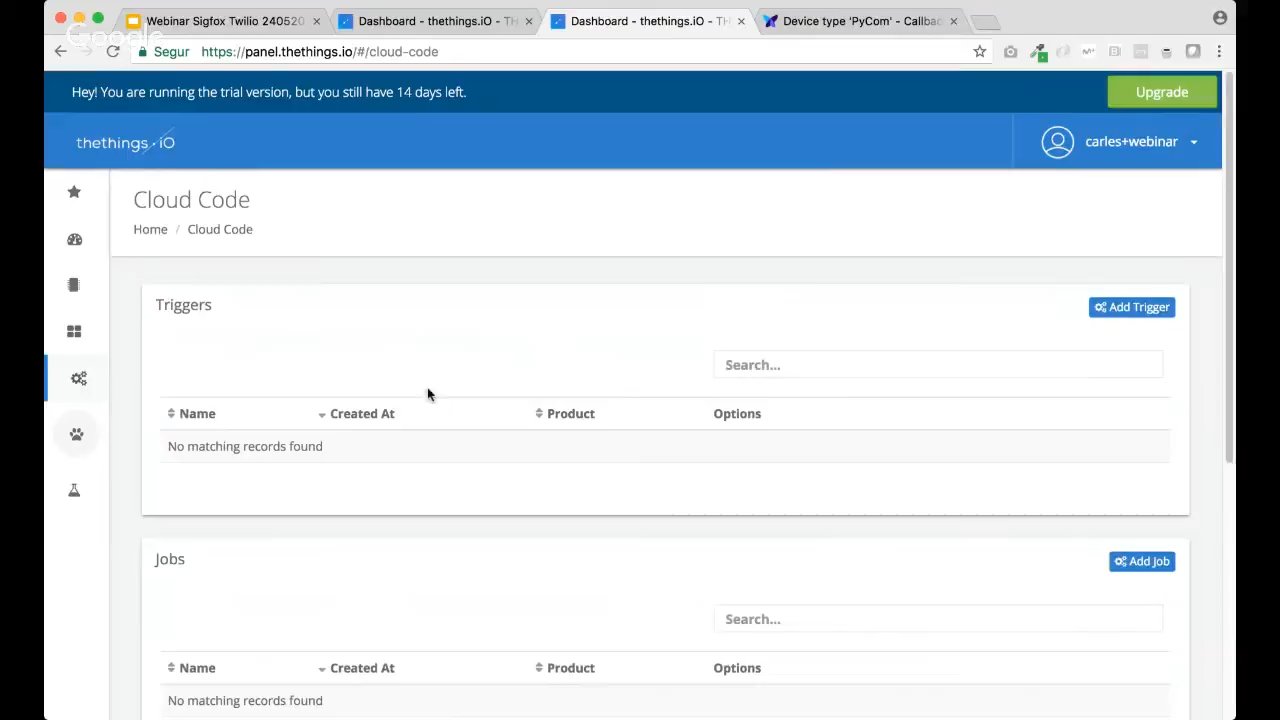 Webinar Sigfox Twilio 240520
Dashboard - thethings.iO -
Dashboard - thethings.iO - TH
Device type 'PyCom' - Callba
Google
Segur https://panel.thethings.io/#/cloud-code
Hey! You are running the trial version, but you still have 14 days left.
Upgrade
thethings.iO
carles+webinar
Cloud Code
Home / Cloud Code
Triggers
Add Trigger
Search...
Name Created At Product Options
No matching records found
Jobs
Add Job
Search...
Name Created At Product Options
No matching records found